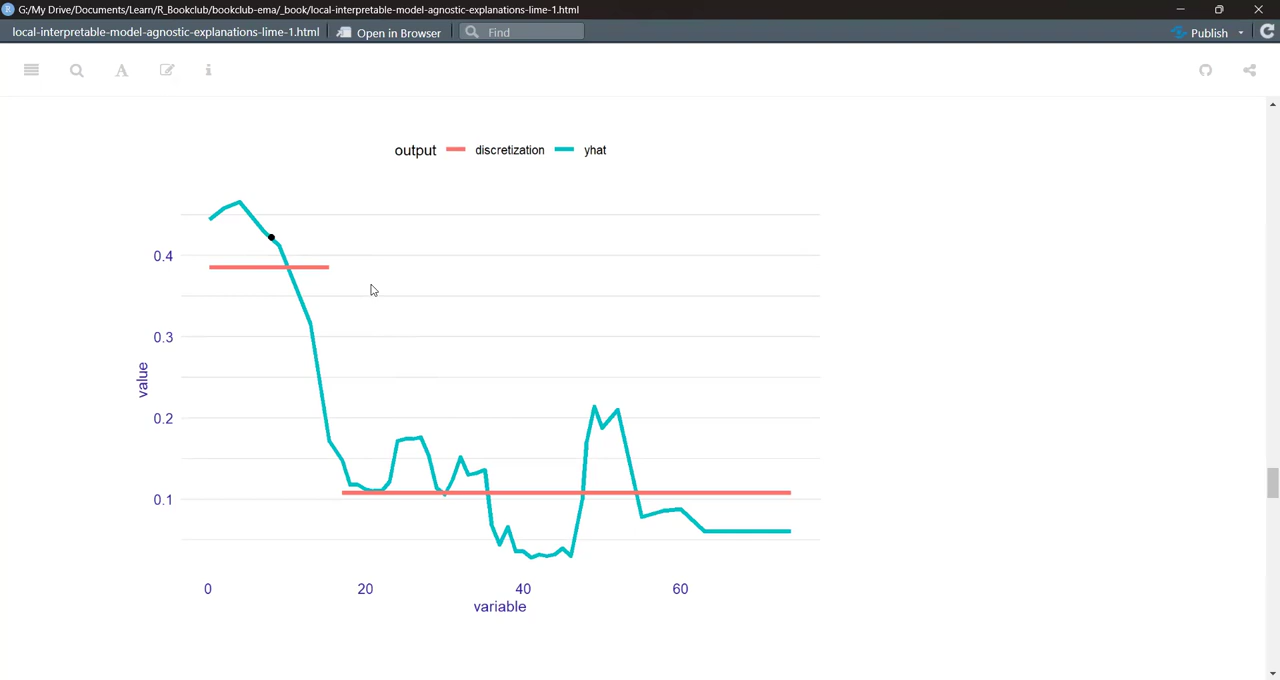 G:/My Drive/Documents/Learn/R_Bookclub/bookclub-ema/_book/local-interpretable-model-agnostic-explanations-lime-1.html
local-interpretable-model-agnostic-explanations-lime-1.html Open in Browser Find Publish
output discretization yhat
0.4
0.3
value
0.2
0.1
0 20 40 60
variable